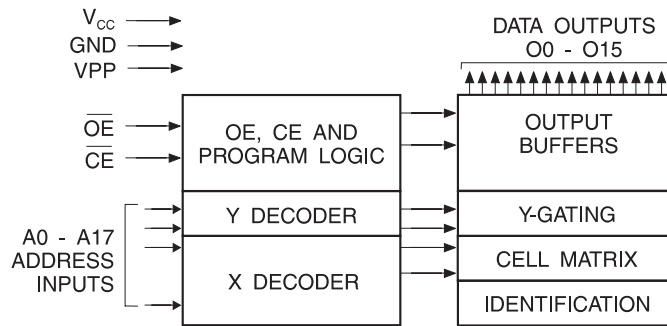 V_CC
GND
VPP
DATA OUTPUTS
O0 - O15
OE
CE
OE, CE AND
PROGRAM LOGIC
OUTPUT
BUFFERS
A0 - A17
ADDRESS
INPUTS
Y DECODER
Y-GATING
X DECODER
CELL MATRIX
IDENTIFICATION